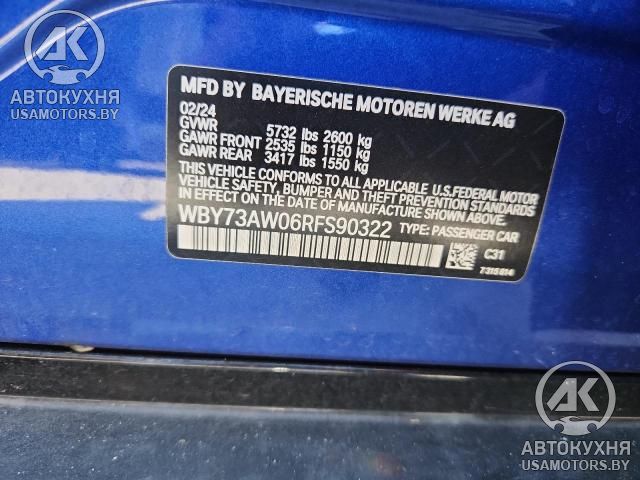 AK
АВТОКУХНЯ
USAMOTORS.BY
MFD BY BAYERISCHE MOTOREN WERKE AG
02/24
GVWR 5732 lbs 2600 kg
GAWR FRONT 2535 lbs 1150 kg
GAWR REAR 3417 lbs 1550 kg
THIS VEHICLE CONFORMS TO ALL APPLICABLE U.S.FEDERAL MOTOR
VEHICLE SAFETY, BUMPER AND THEFT PREVENTION STANDARDS
IN EFFECT ON THE DATE OF MANUFACTURE SHOWN ABOVE.
WBY73AW06RFS90322 TYPE: PASSENGER CAR
C31
7315814
AK
АВТОКУХНЯ
USAMOTORS.BY